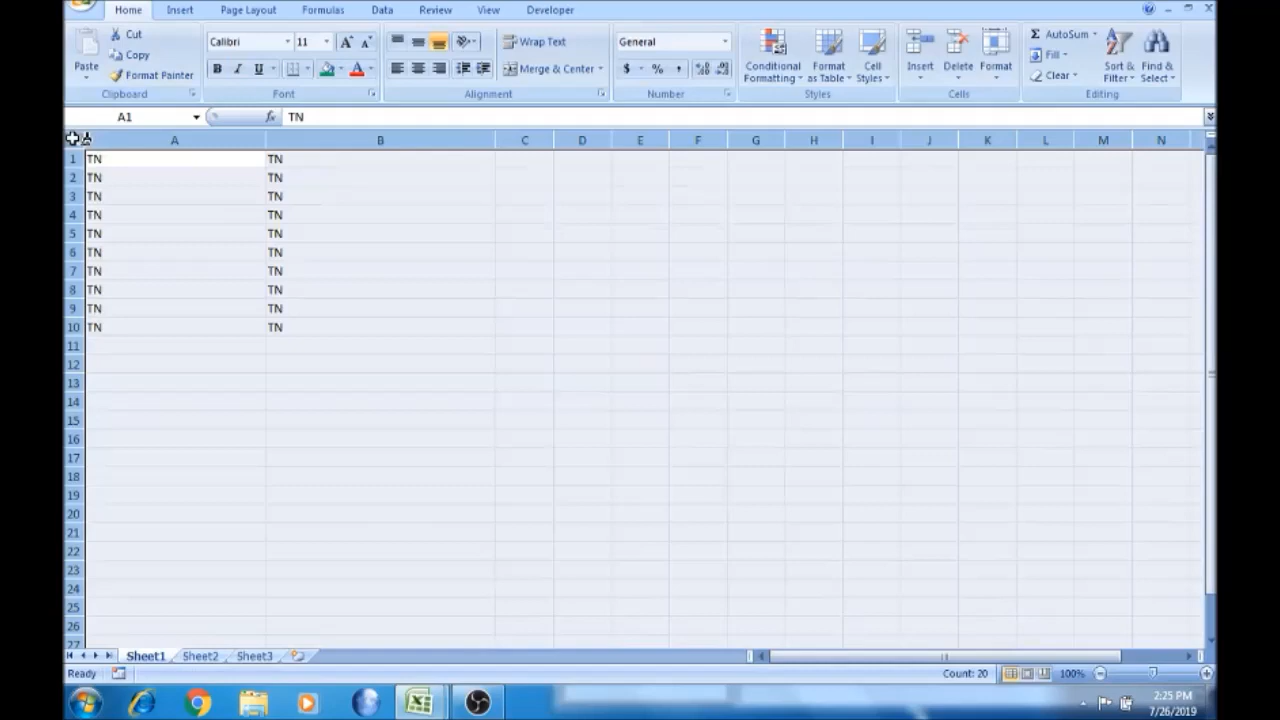 Home Insert Page Layout Formulas Data Review View Developer
Cut
Copy
Format Painter
Paste
Clipboard
Calibri 11
B I U
Font
Wrap Text
Merge & Center
Alignment
General
$ % ,
Number
Conditional Formatting
Format as Table
Cell Styles
Styles
Insert Delete Format
Cells
Σ AutoSum
Fill
Clear
Sort & Filter
Find & Select
Editing
A1 fx TN
A B C D E F G H I J K L M N
1 TN TN
2 TN TN
3 TN TN
4 TN TN
5 TN TN
6 TN TN
7 TN TN
8 TN TN
9 TN TN
10 TN TN
11
12
13
14
15
16
17
18
19
20
21
22
23
24
25
26
27
Sheet1 Sheet2 Sheet3
Ready Count: 20 100%
2:25 PM
7/26/2019